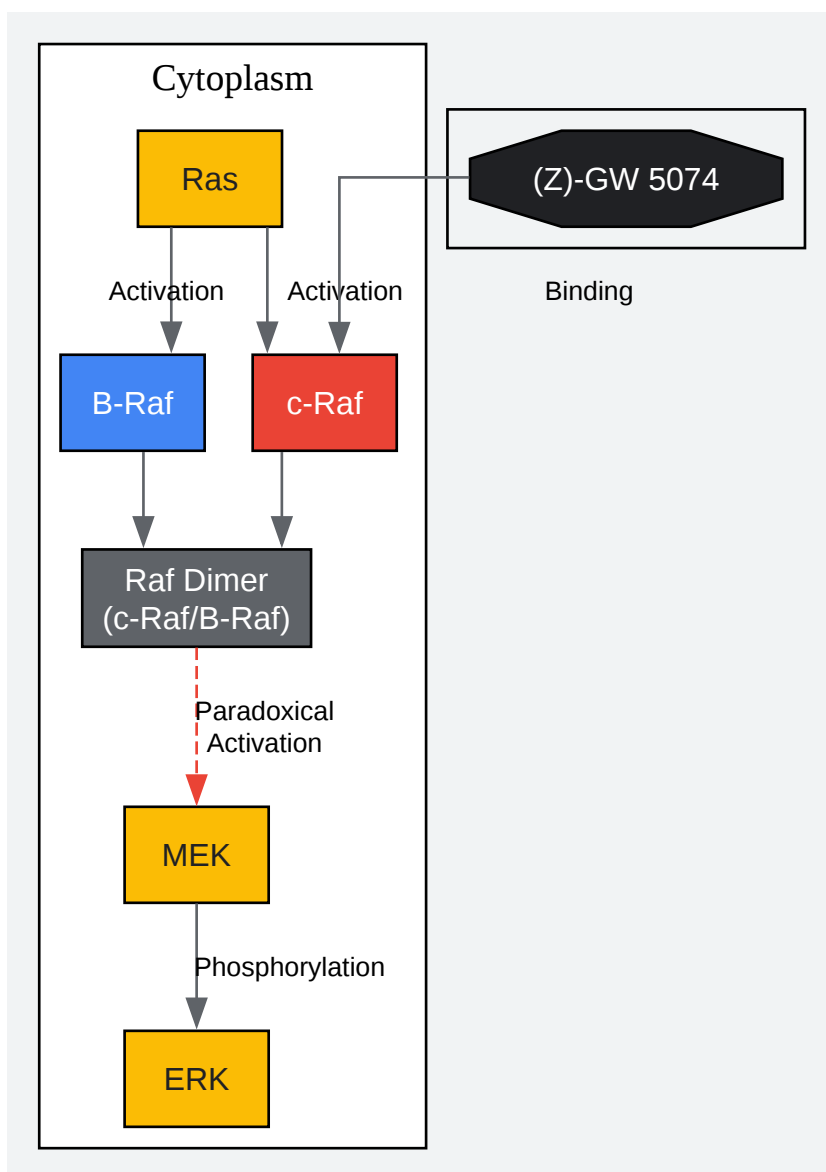 Cytoplasm
Ras
(Z)-GW 5074
Activation
Activation
Binding
B-Raf
c-Raf
Raf Dimer
(c-Raf/B-Raf)
Paradoxical
Activation
MEK
Phosphorylation
ERK